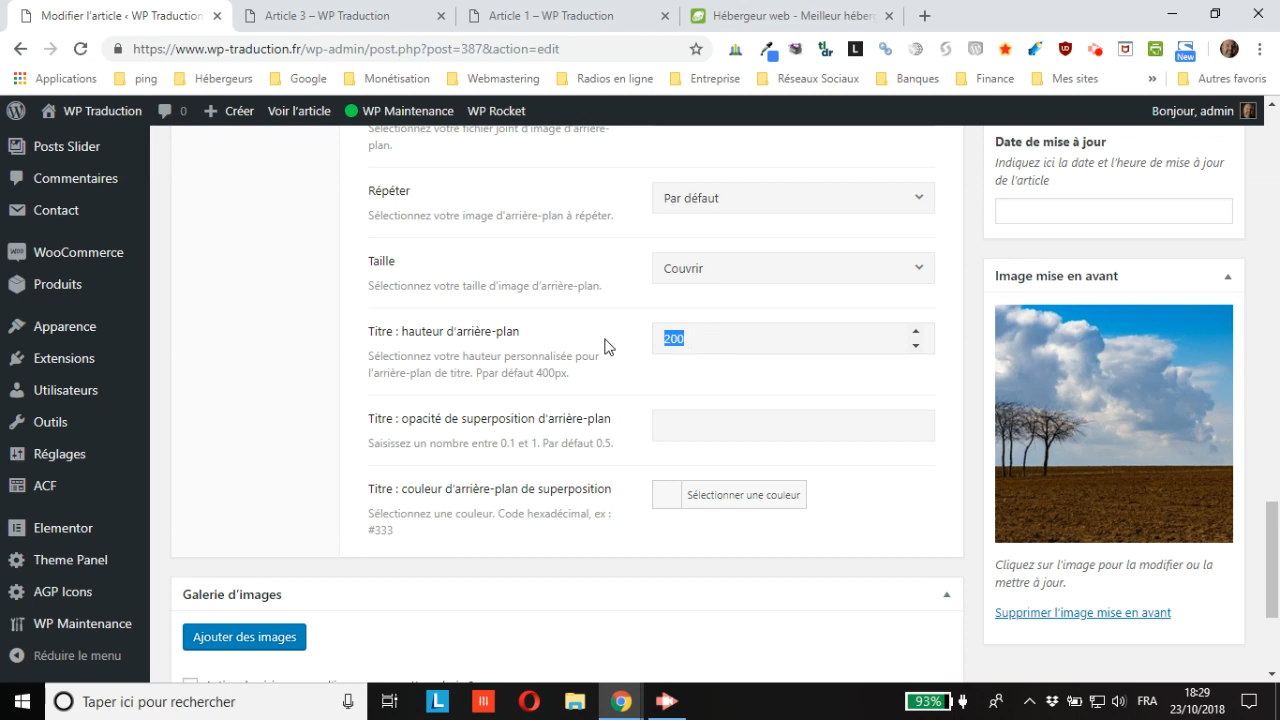 Modifier l'article ‹ WP Traduction
Article 3 – WP Traduction
Article 1 – WP Traduction
Hébergeur web - Meilleur héber
https://www.wp-traduction.fr/wp-admin/post.php?post=387&action=edit
New
Applications
ping
Hébergeurs
Google
Monétisation
Webmastering
Radios en ligne
Entreprise
Réseaux Sociaux
Banques
Finance
Mes sites
»
Autres favoris
WP Traduction
0
Créer
Voir l'article
WP Maintenance
WP Rocket
Bonjour, admin
Posts Slider
Commentaires
Contact
WooCommerce
Produits
Apparence
Extensions
Utilisateurs
Outils
Réglages
ACF
Elementor
Theme Panel
AGP Icons
WP Maintenance
Réduire le menu
Sélectionnez votre fichier joint d'image d'arrière-
plan.
Répéter
Par défaut
Sélectionnez votre image d'arrière-plan à répéter.
Taille
Couvrir
Sélectionnez votre taille d'image d'arrière-plan.
Titre : hauteur d'arrière-plan
200
Sélectionnez votre hauteur personnalisée pour
l'arrière-plan de titre. Ppar défaut 400px.
Titre : opacité de superposition d'arrière-plan
Saisissez un nombre entre 0.1 et 1. Par défaut 0.5.
Titre : couleur d'arrière-plan de superposition
Sélectionner une couleur
Sélectionnez une couleur. Code hexadécimal, ex :
#333
Galerie d'images
Ajouter des images
Date de mise à jour
Indiquez ici la date et l'heure de mise à jour
de l'article
Image mise en avant
Cliquez sur l'image pour la modifier ou la
mettre à jour.
Supprimer l'image mise en avant
Taper ici pour rechercher
93%
FRA
18:29
23/10/2018